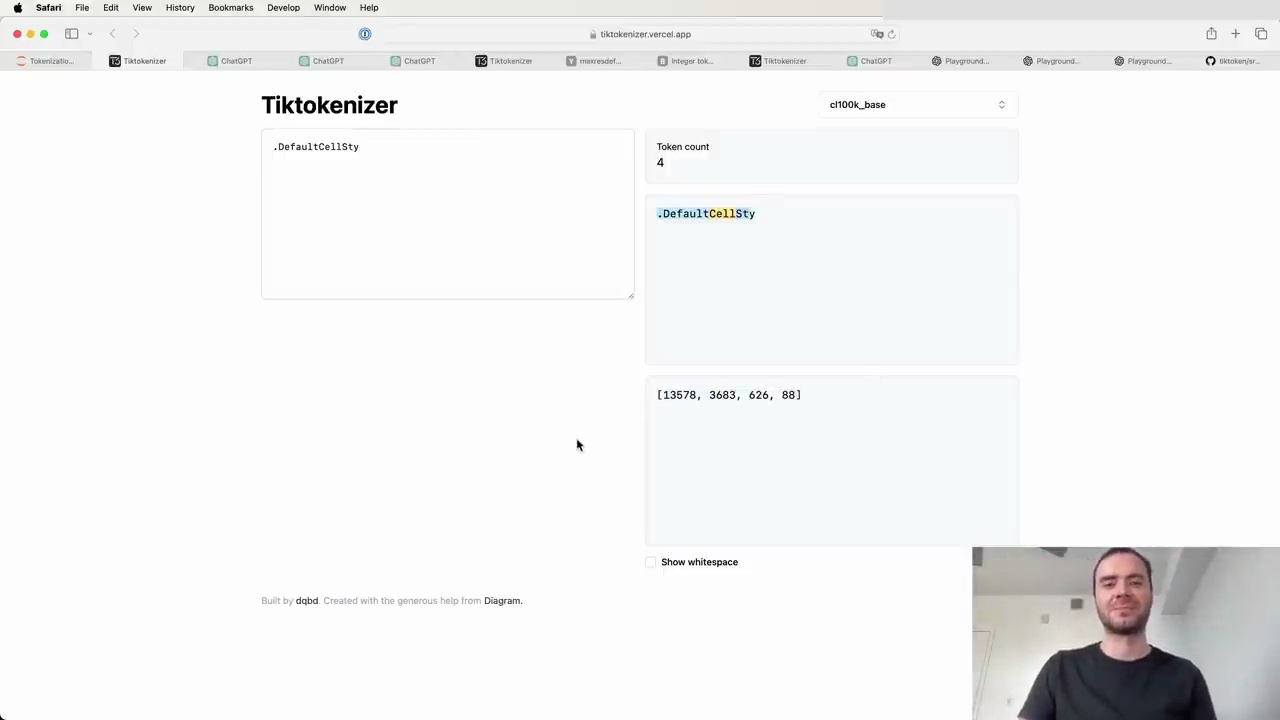 Safari File Edit View History Bookmarks Develop Window Help
tiktokenizer.vercel.app
Tokenizatio... Tiktokenizer ChatGPT ChatGPT ChatGPT Tiktokenizer maxresdef... Integer tok... Tiktokenizer ChatGPT Playground... Playground... Playground... tiktoken/sr...
Tiktokenizer
cl100k_base
.DefaultCellSty
Token count
4
.DefaultCellSty
[13578, 3683, 626, 88]
Show whitespace
Built by dqbd. Created with the generous help from Diagram.